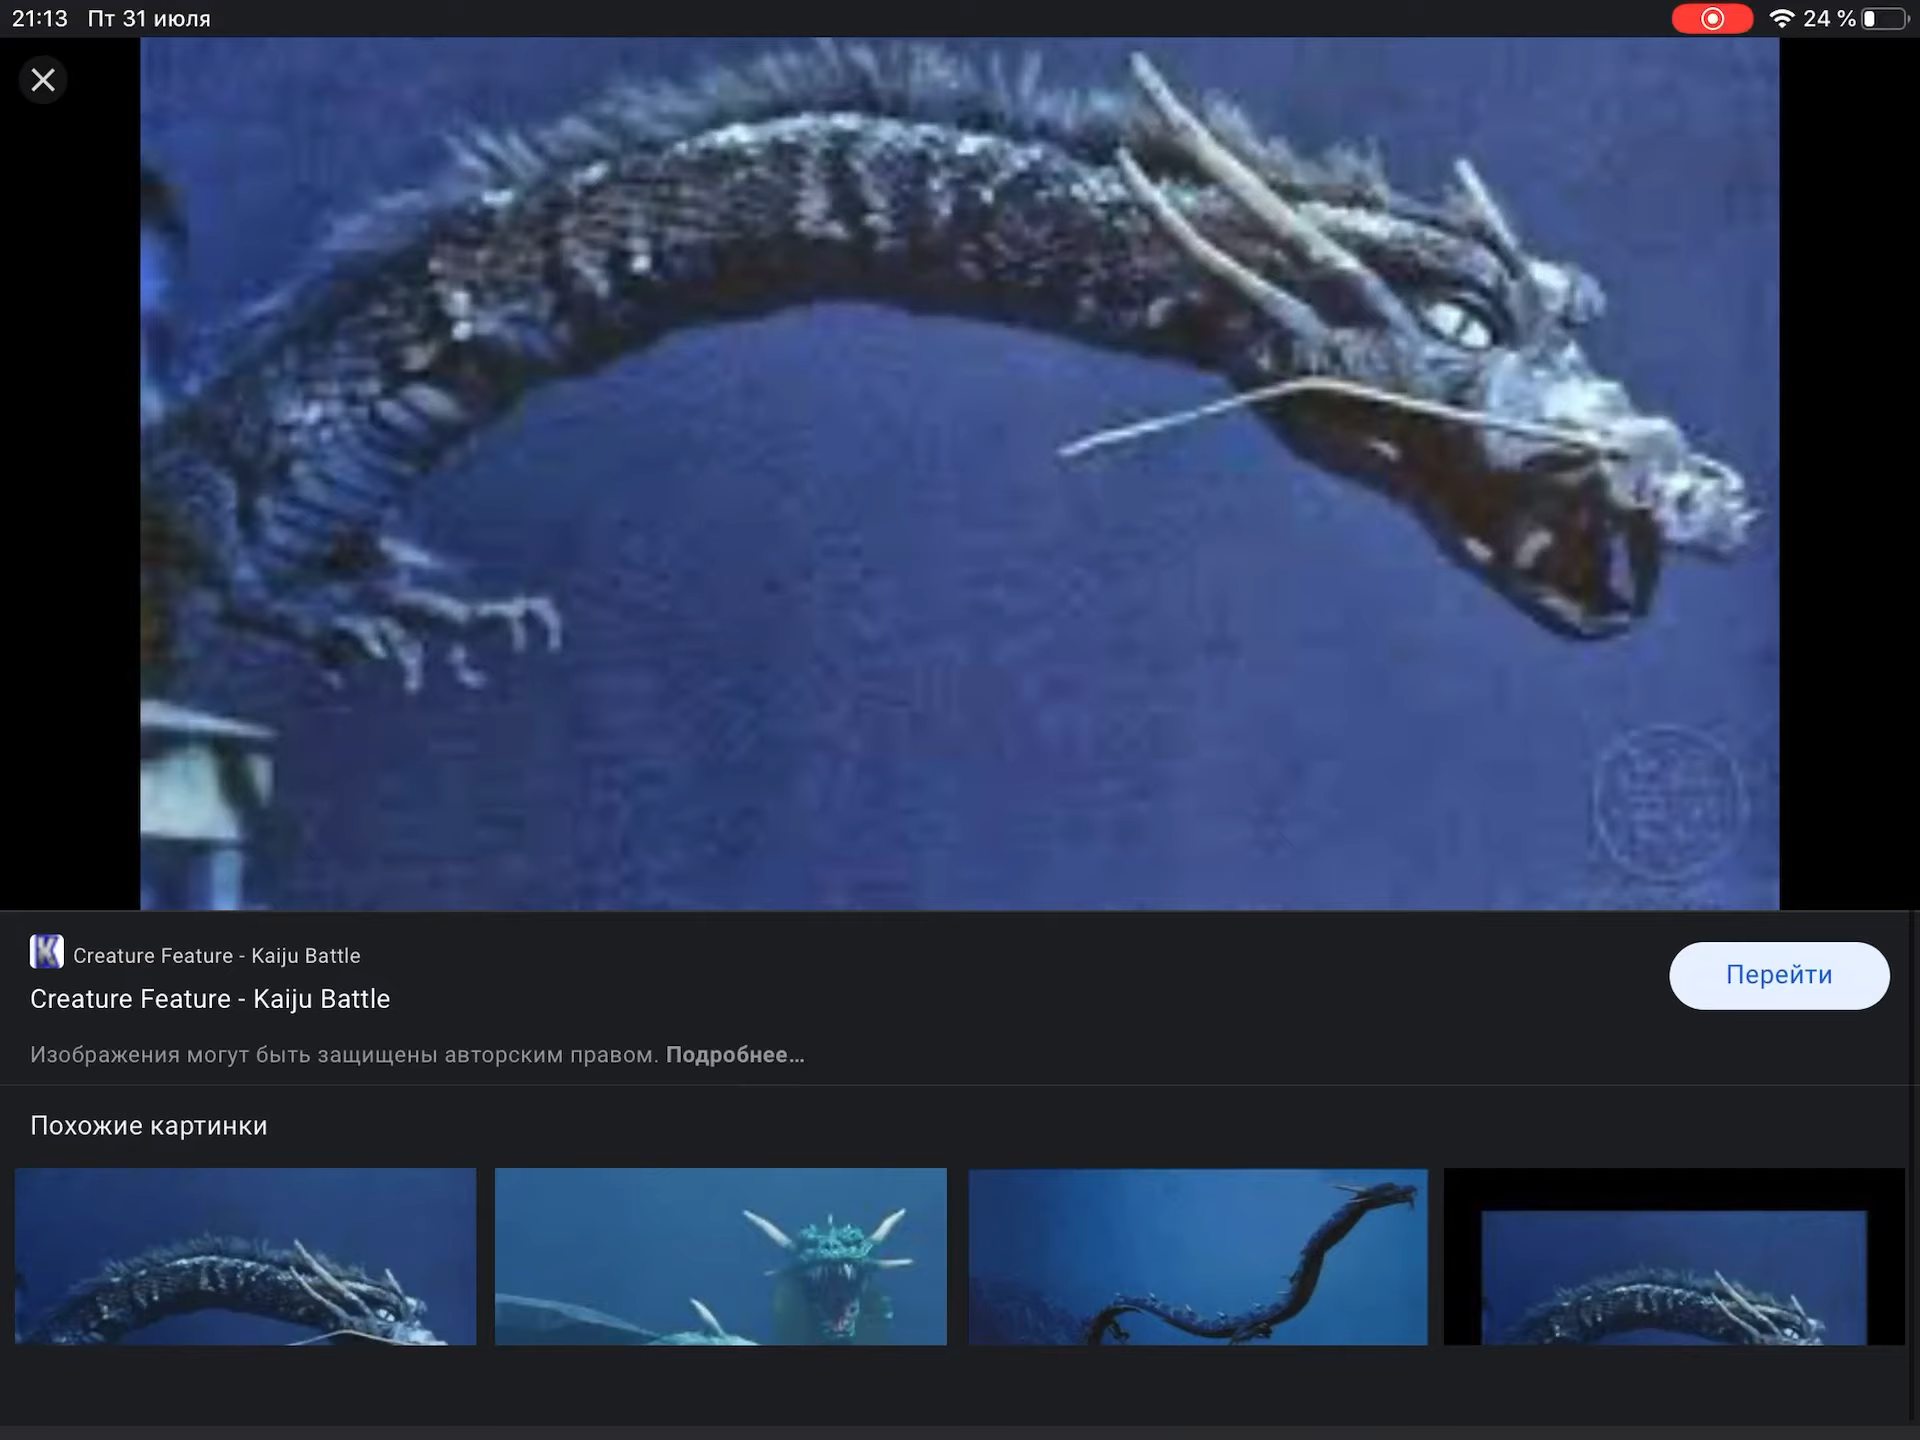 21:13 Пт 31 июля
24 %
K Creature Feature - Kaiju Battle
Creature Feature - Kaiju Battle
Перейти
Изображения могут быть защищены авторским правом. Подробнее...
Похожие картинки